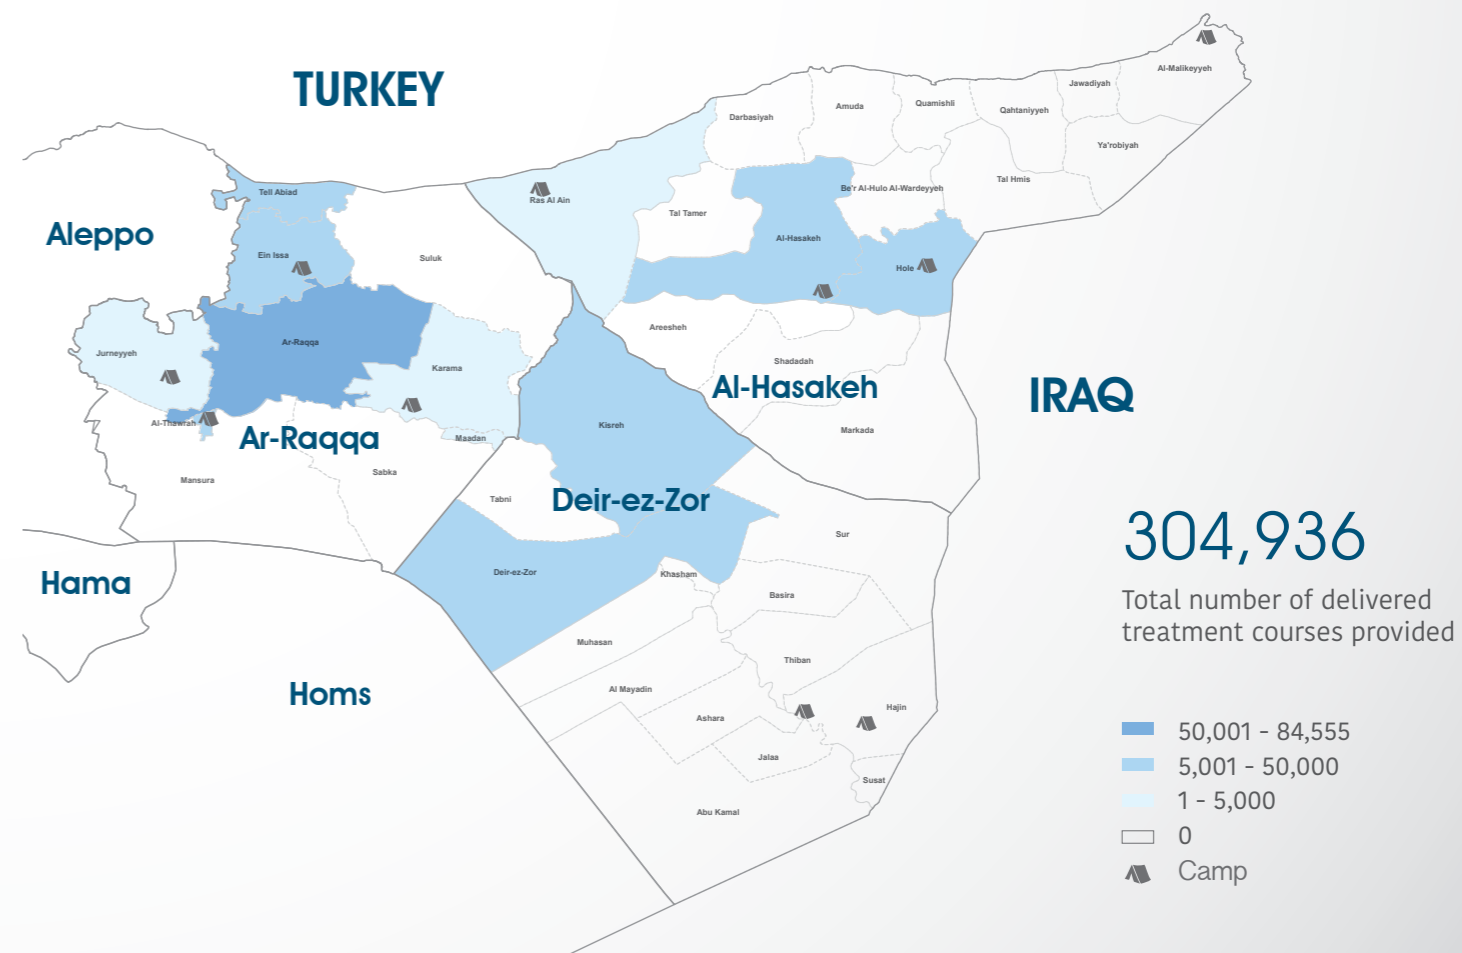 TURKEY
Al-Malikeyyeh
Jawadiyah
Amuda
Quamishli
Qahtaniyyeh
Darbasiyah
Ya'robiyah
Tal Hmis
Tell Abiad
Be'r Al-Hulo Al-Wardeyyeh
Ras Al Ain
Tal Tamer
Aleppo
Al-Hasakeh
Ein Issa
Suluk
Hole
Areesheh
Ar-Raqqa
Jurneyyeh
Shadadah
Karama
Al-Hasakeh
IRAQ
Al-Thawrah
Kisreh
Markada
Ar-Raqqa
Maadan
Sabka
Mansura
Tabni
Deir-ez-Zor
Sur
304,936
Total number of delivered
treatment courses provided
Deir-ez-Zor
Khasham
Hama
Basira
Muhasan
Thiban
Homs
Al Mayadin
Hajin
Ashara
Jalaa
Susat
Abu Kamal
50,001 - 84,555
5,001 - 50,000
1 - 5,000
0
Camp